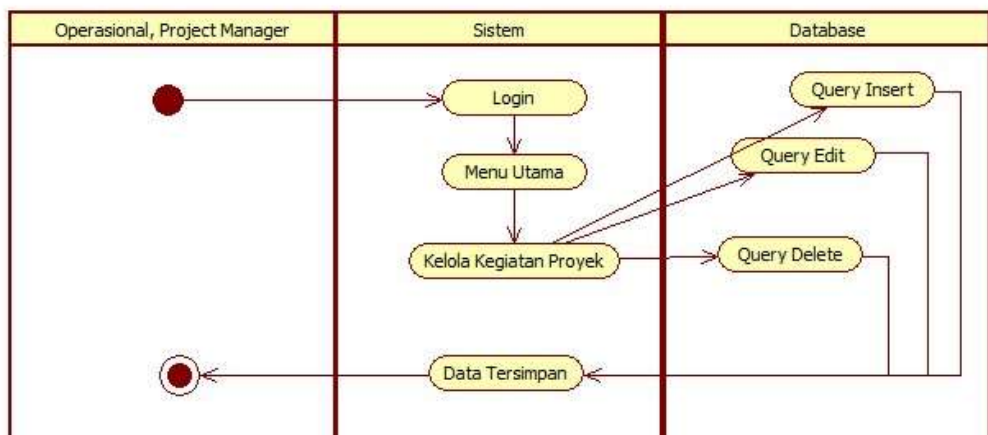 Operasional, Project Manager
Sistem
Database
Login
Query Insert
Menu Utama
Query Edit
Kelola Kegiatan Proyek
Query Delete
Data Tersimpan